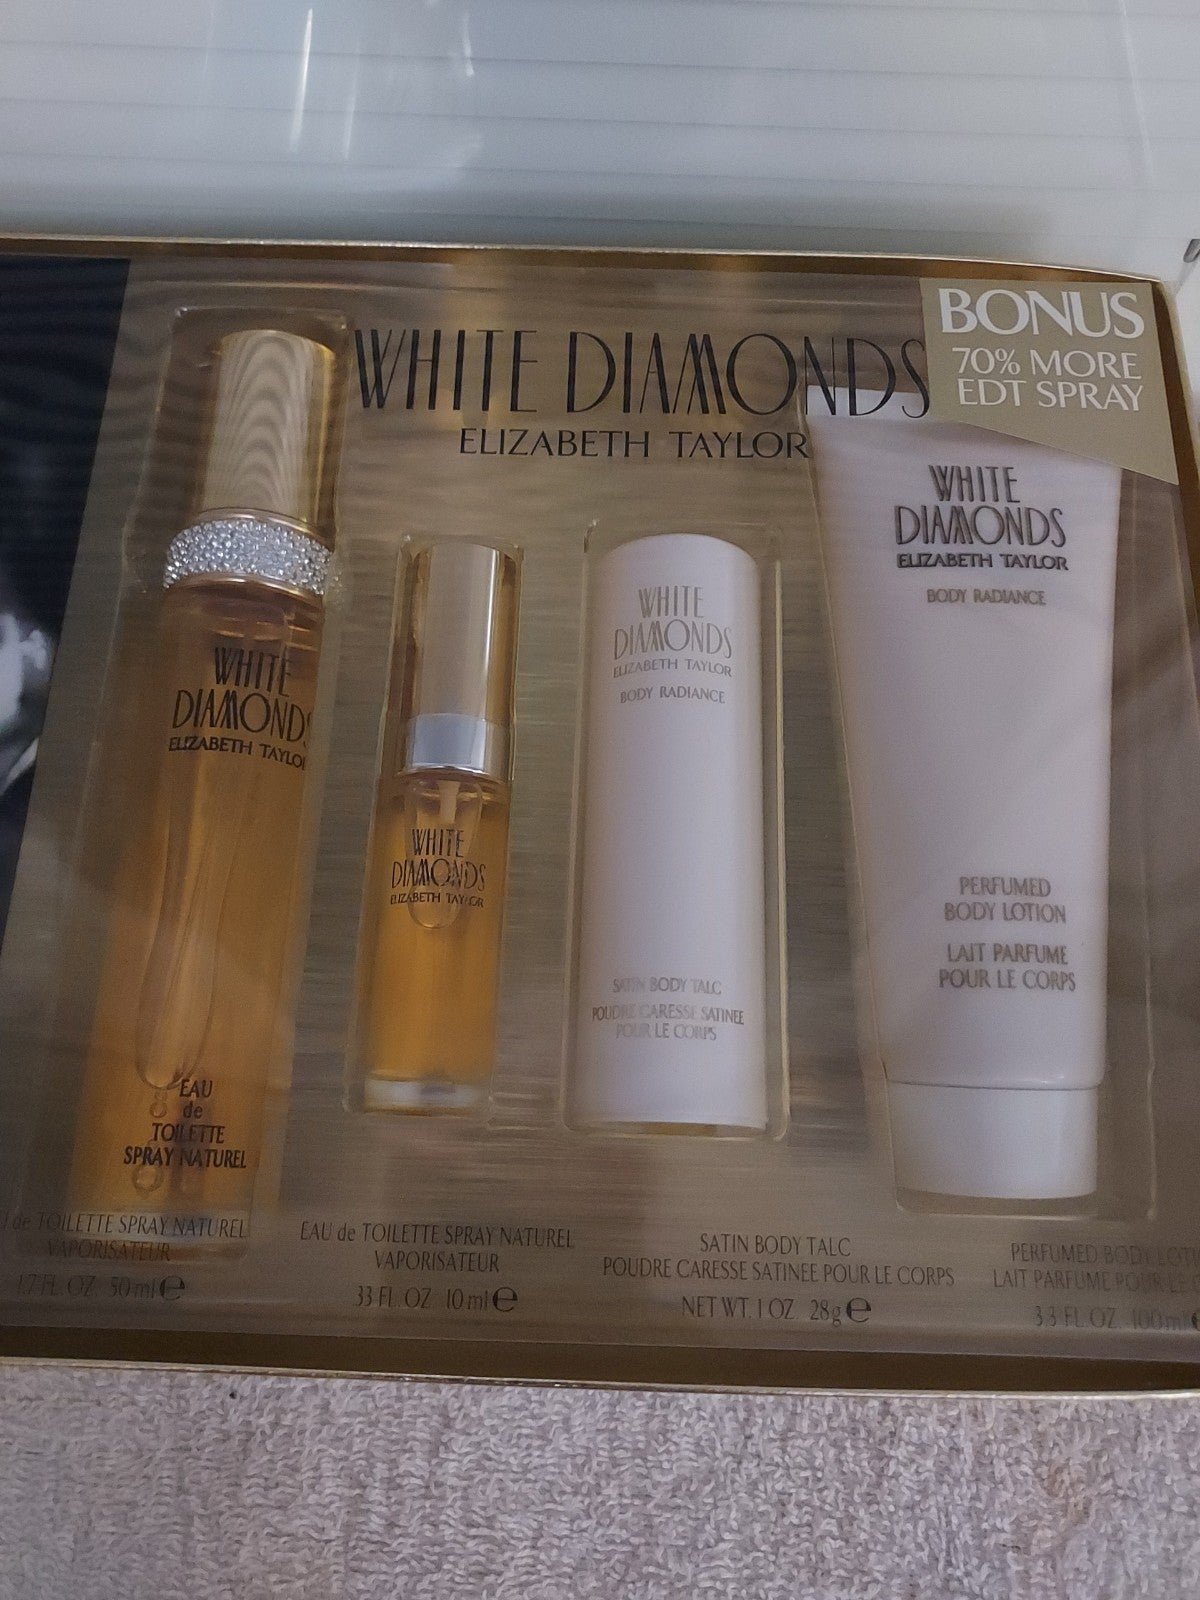 WHITE DIAMONDS
ELIZABETH TAYLOR
BONUS
70% MORE
EDT SPRAY
WHITE
DIAMONDS
ELIZABETH TAYLOR
EAU
de
TOILETTE
SPRAY NATUREL
WHITE
DIAMONDS
ELIZABETH TAYLOR
WHITE
DIAMONDS
ELIZABETH TAYLOR
BODY RADIANCE
SATIN BODY TALC
POUDRE CARESSE SATINEE
POUR LE CORPS
WHITE
DIAMONDS
ELIZABETH TAYLOR
BODY RADIANCE
PERFUMED
BODY LOTION
LAIT PARFUME
POUR LE CORPS
de TOILETTE SPRAY NATUREL
VAPORISATEUR
1.7 FL. OZ. 50 ml ℮
EAU de TOILETTE SPRAY NATUREL
VAPORISATEUR
.33 FL. OZ. 10 ml ℮
SATIN BODY TALC
POUDRE CARESSE SATINEE POUR LE CORPS
NET WT. 1 OZ. 28g ℮
PERFUMED BODY
LAIT PARFUME POUR LE
3.3 FL. OZ. 100 ml ℮